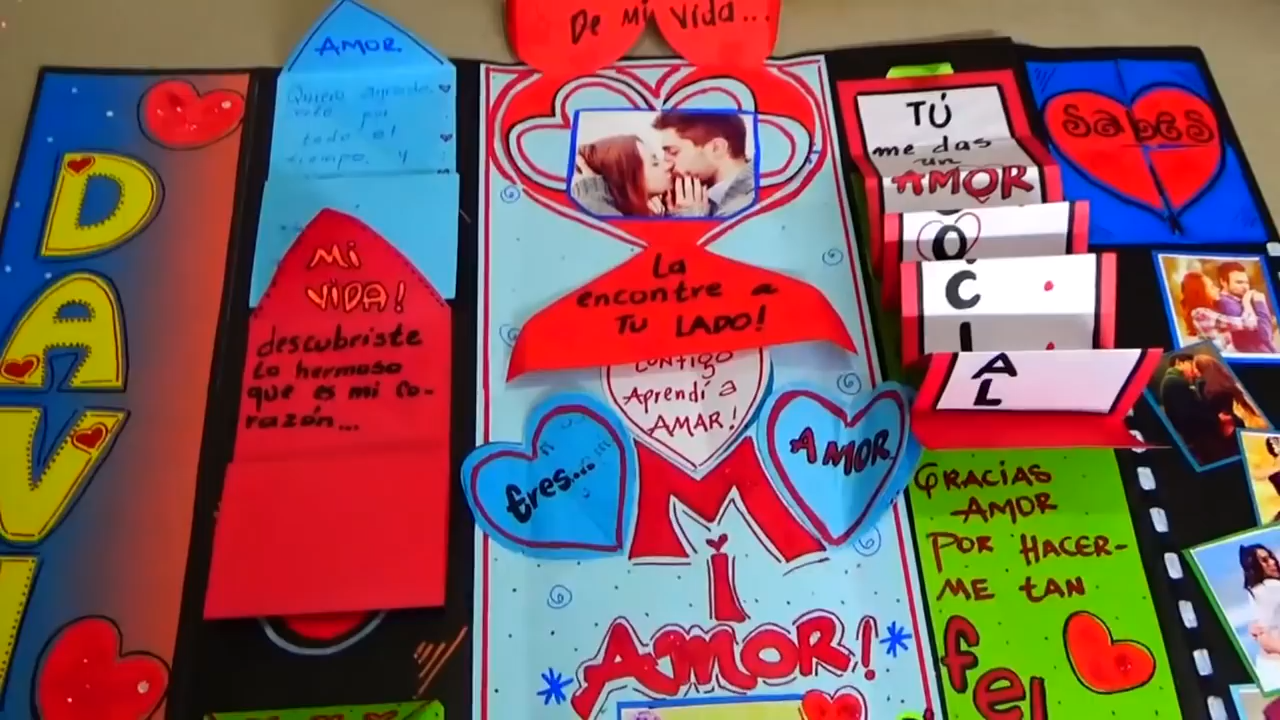 DAVI
AMOR
Quiero agrade
todo el
tiempo, y
Mi
VIDA!
descubriste
lo hermoso
que es mi co-
razón...
De Mi Vida...
La
encontre a
TU LADO!
CONTIGO
Aprendí a
AMAR!
Eres....
AMOR
Mi
AMOR!
TÚ
me das
un
AMOR
O
C
I
A
L
GRACIAS
AMOR
POR HACER-
ME tAN
fel
SabES